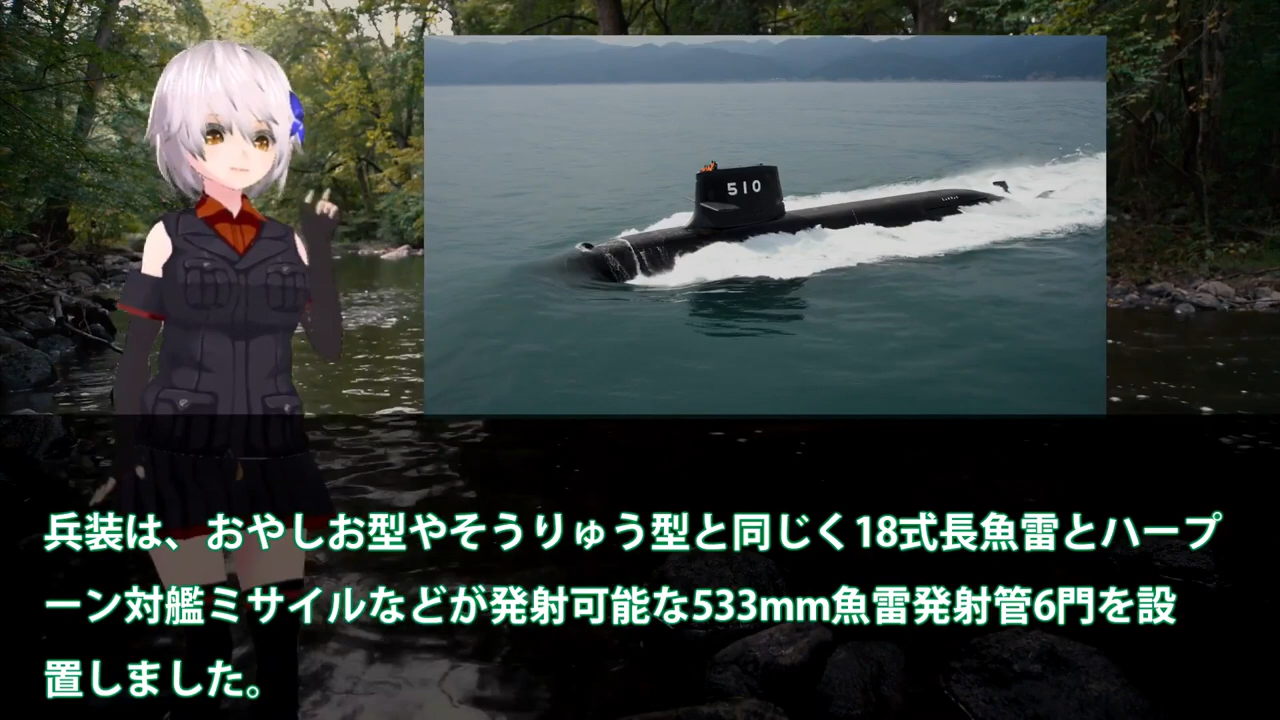 510
兵装は、おやしお型やそうりゅう型と同じく18式長魚雷とハープ
ーン対艦ミサイルなどが発射可能な533mm魚雷発射管6門を設
置しました。